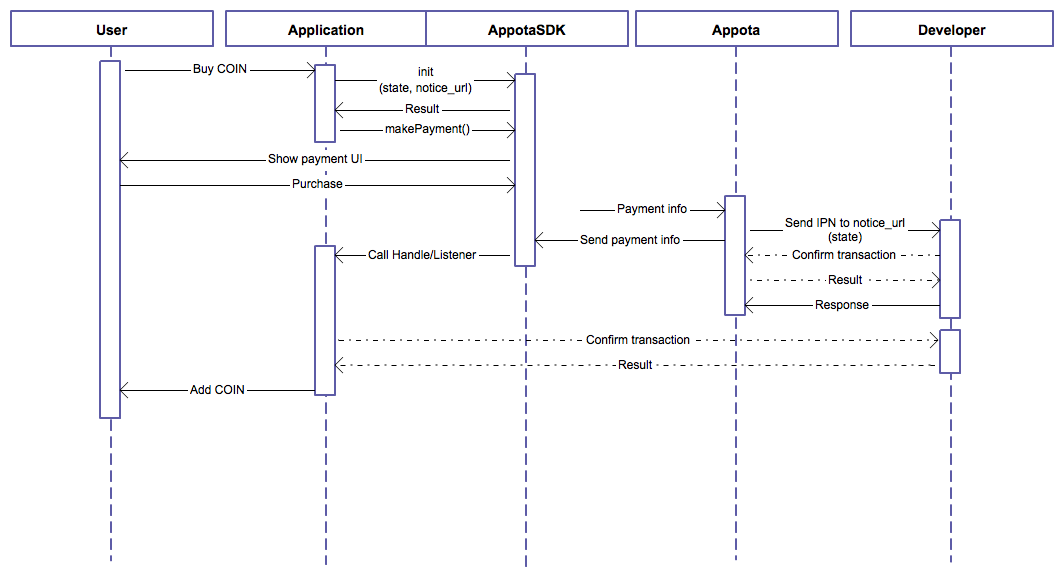 User
Application
AppotaSDK
Appota
Developer
Buy COIN
init
(state, notice_url)
Result
makePayment()
Show payment UI
Purchase
Payment info
Send IPN to notice_url
(state)
Send payment info
Call Handle/Listener
Confirm transaction
Result
Response
Confirm transaction
Result
Add COIN